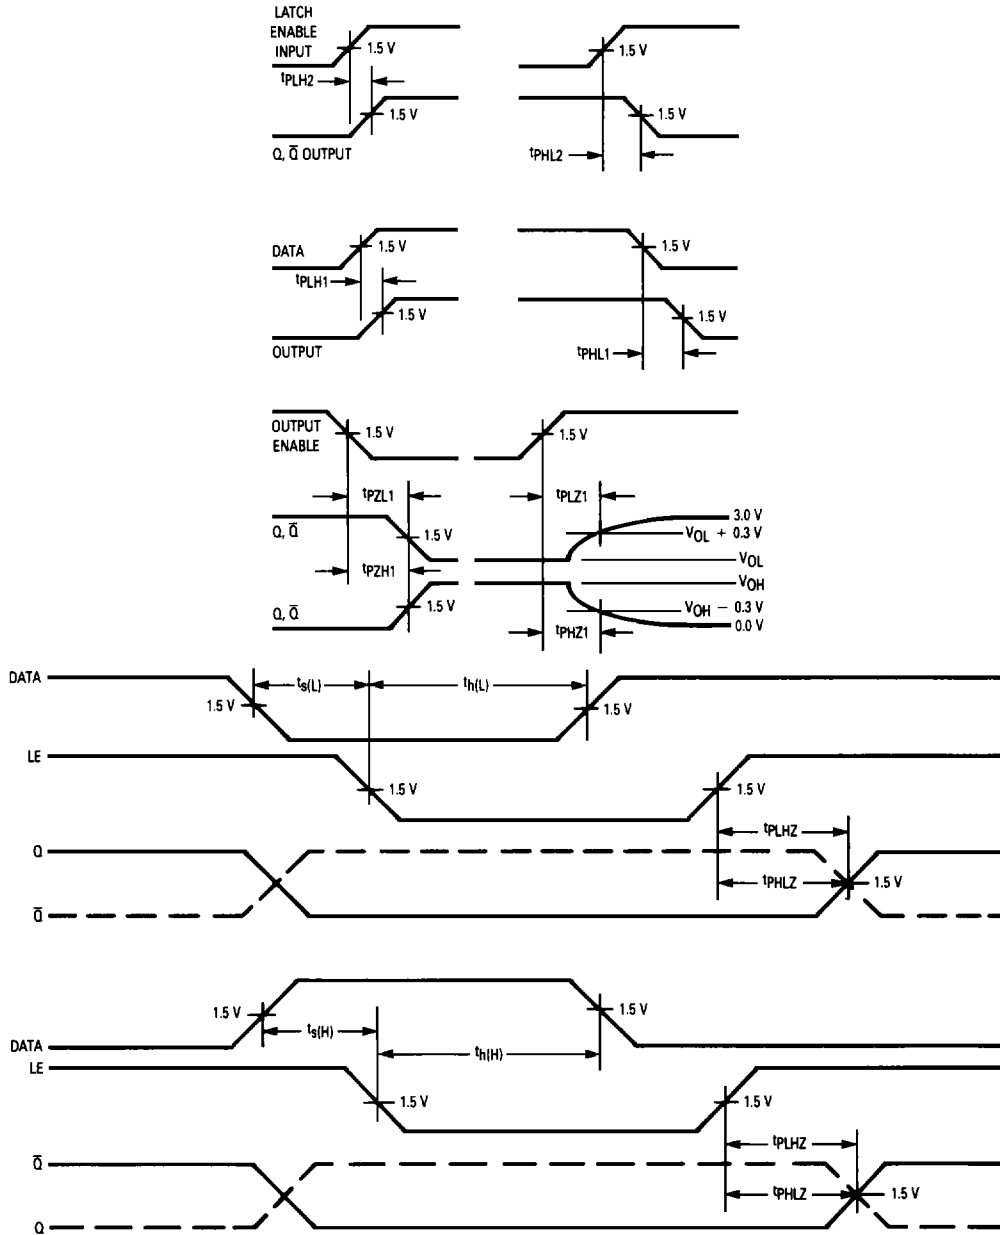 LATCH
ENABLE
INPUT
1.5 V
1.5 V
tPLH2
1.5 V
1.5 V
Q, Q̅ OUTPUT
tPHL2
DATA
1.5 V
1.5 V
tPLH1
1.5 V
1.5 V
OUTPUT
tPHL1
OUTPUT
ENABLE
1.5 V
1.5 V
tPZL1
tPLZ1
3.0 V
Q, Q̅
1.5 V
VOL + 0.3 V
VOL
tPZH1
VOH
Q, Q̅
1.5 V
VOH − 0.3 V
tPHZ1
0.0 V
DATA
ts(L)
th(L)
1.5 V
1.5 V
LE
1.5 V
1.5 V
tPLHZ
Q
tPHLZ
1.5 V
Q̅
1.5 V
1.5 V
ts(H)
DATA
th(H)
LE
1.5 V
1.5 V
tPLHZ
Q̅
tPHLZ
1.5 V
Q